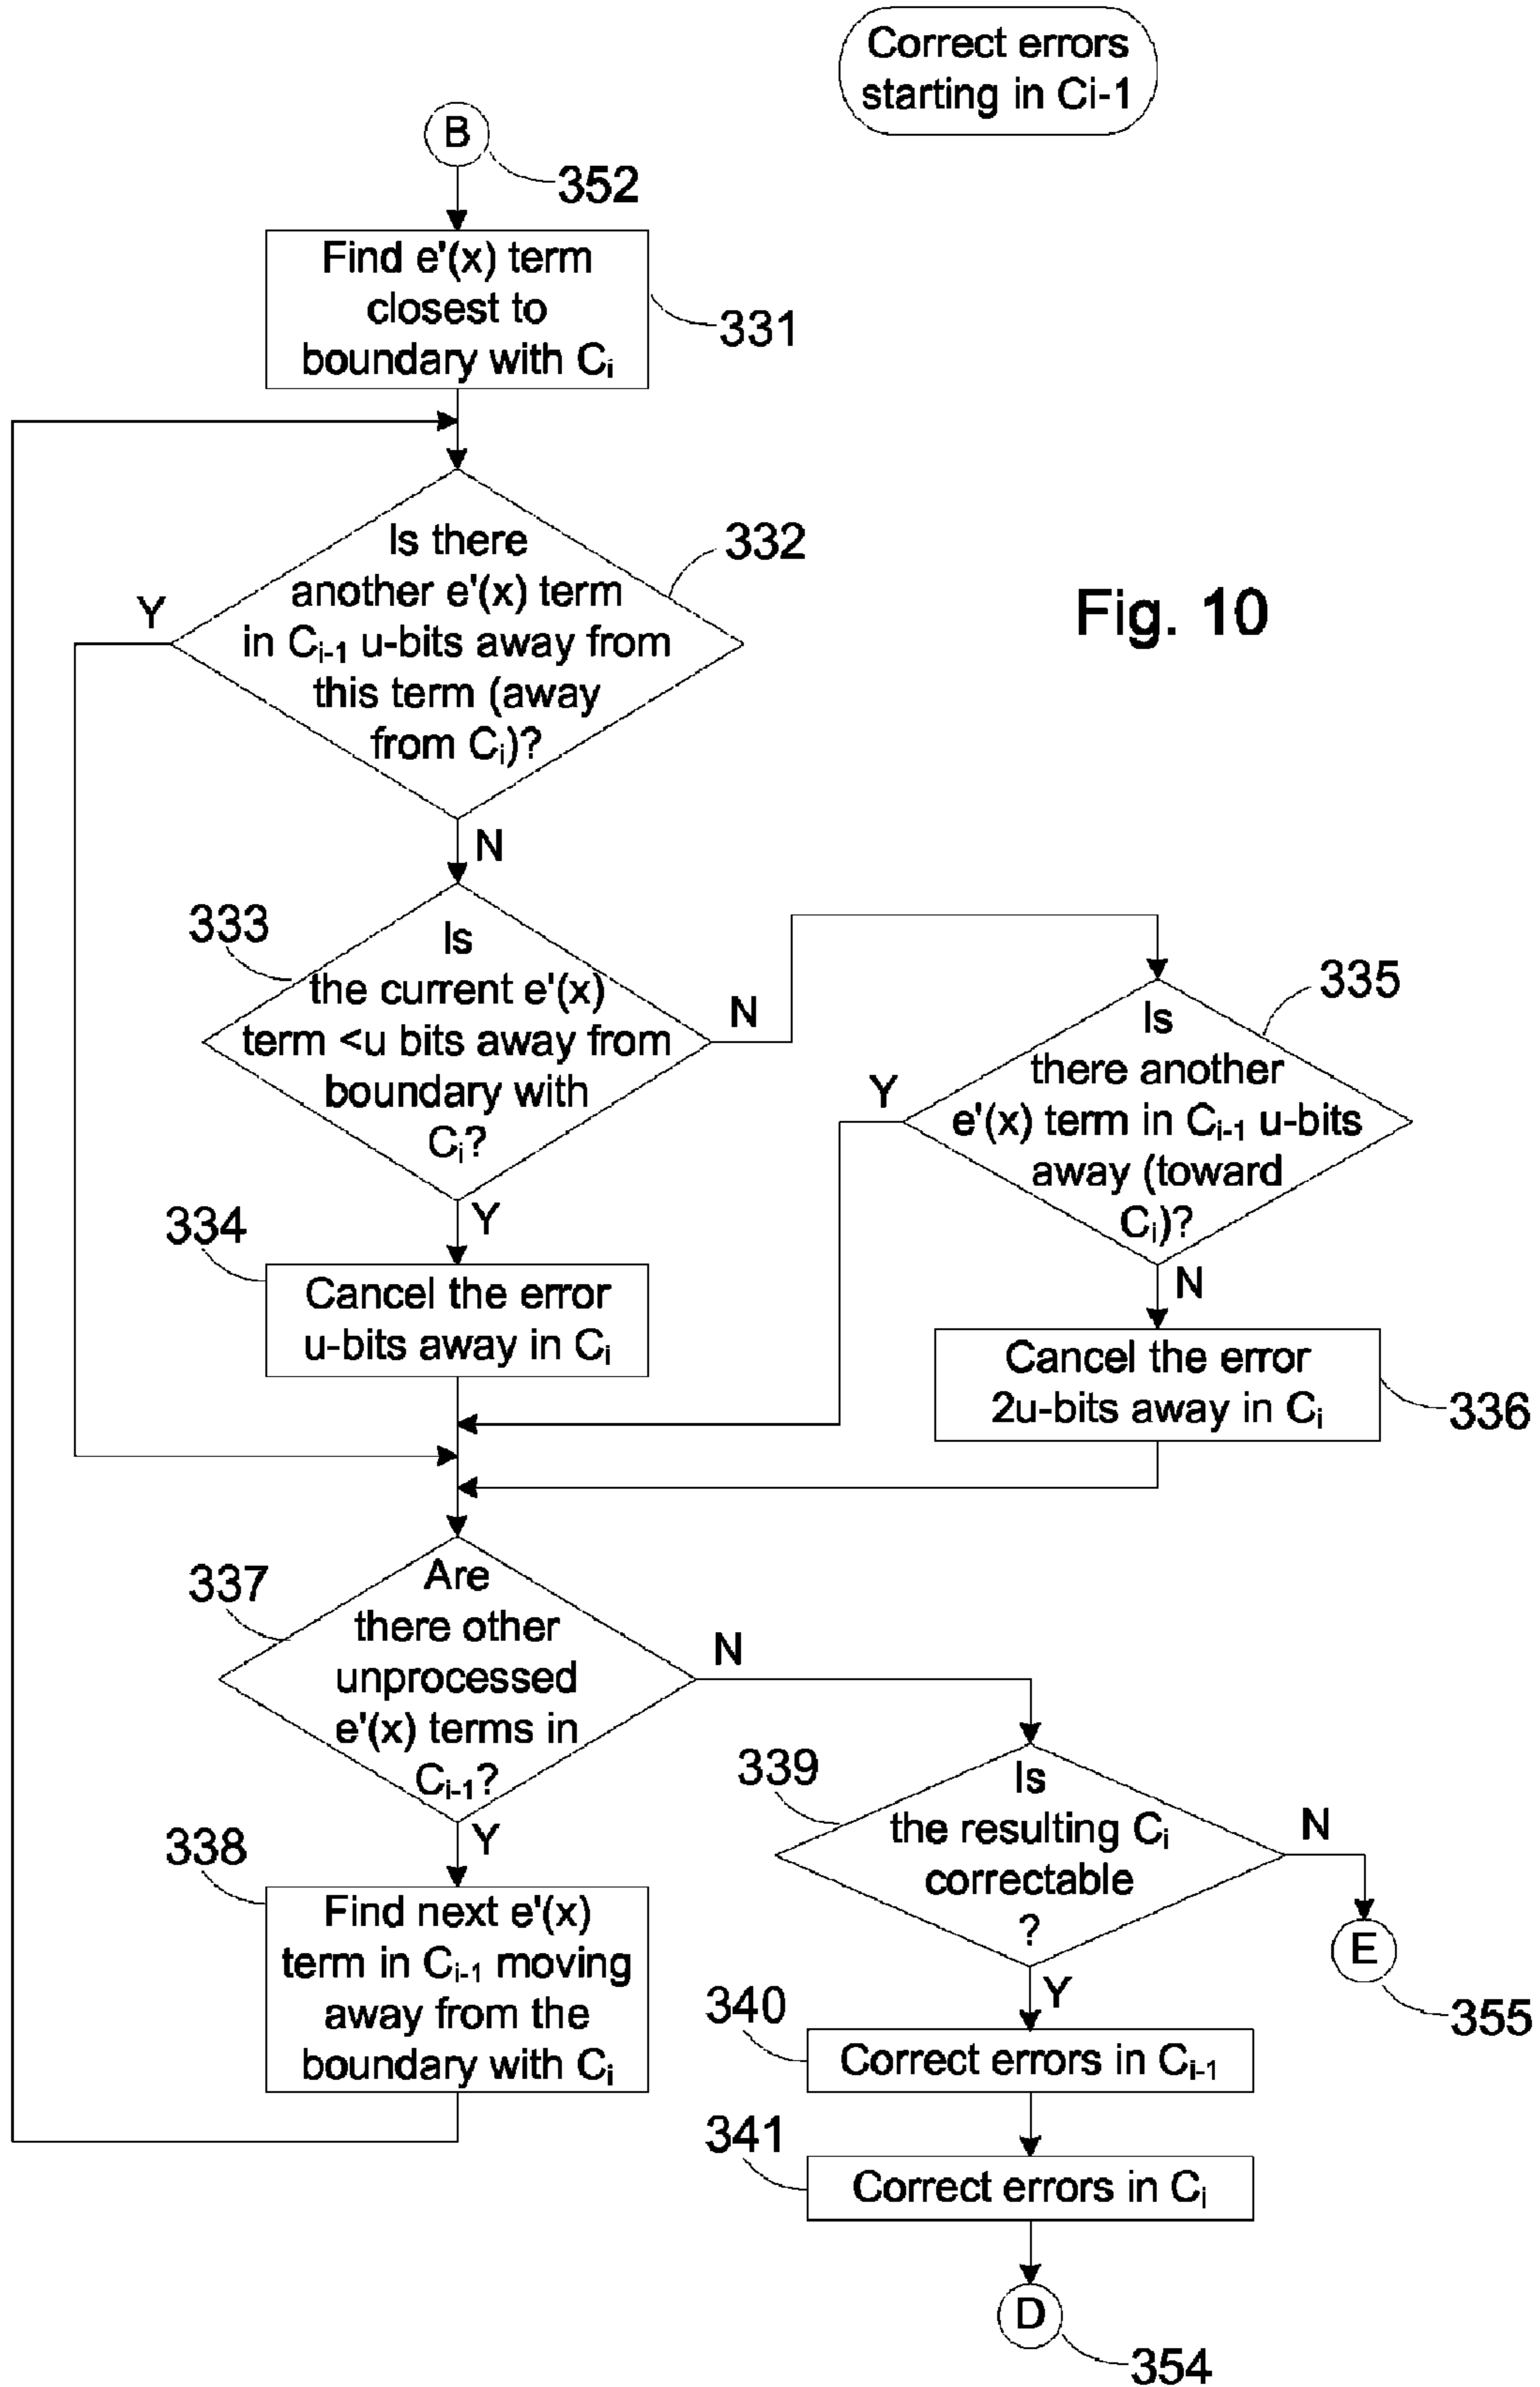 Correct errors
starting in Ci-1
B
352
Find e'(x) term
closest to
boundary with Ci
331
Is there
another e'(x) term
in Ci-1 u-bits away from
this term (away
from Ci)?
332
Y
N
Fig. 10
333
Is
the current e'(x)
term <u bits away from
boundary with
Ci?
N
Y
335
Is
there another
e'(x) term in Ci-1 u-bits
away (toward
Ci)?
Y
N
334
Cancel the error
u-bits away in Ci
Cancel the error
2u-bits away in Ci
336
337
Are
there other
unprocessed
e'(x) terms in
Ci-1?
N
Y
338
Find next e'(x)
term in Ci-1 moving
away from the
boundary with Ci
339
Is
the resulting Ci
correctable
?
N
E
355
Y
340
Correct errors in Ci-1
341
Correct errors in Ci
D
354